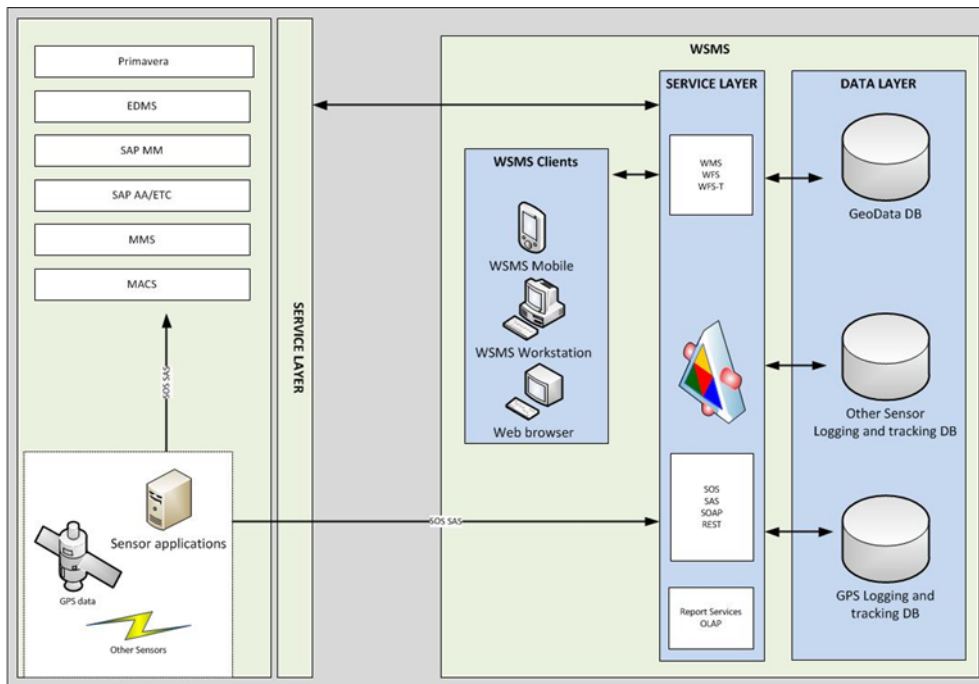 Primavera
EDMS
SAP MM
SAP AA/ETC
MMS
MACS
SOS SAS
Sensor applications
GPS data
Other Sensors
SERVICE LAYER
SOS SAS
WSMS
WSMS Clients
WSMS Mobile
WSMS Workstation
Web browser
SERVICE LAYER
WMS
WFS
WFS-T
SOS
SAS
SOAP
REST
Report Services
OLAP
DATA LAYER
GeoData DB
Other Sensor
Logging and tracking DB
GPS Logging and
tracking DB